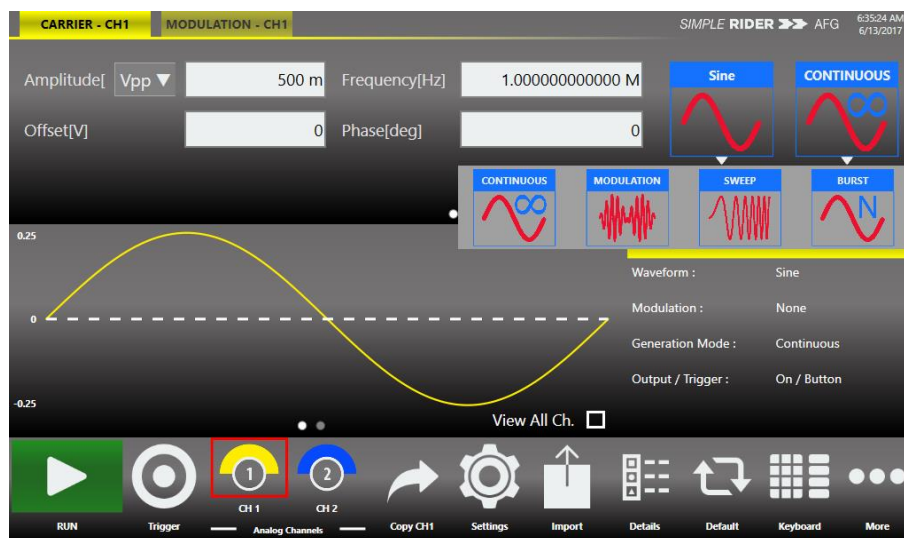 CARRIER - CH1 MODULATION - CH1 SIMPLE RIDER AFG 6:35:24 AM
6/13/2017
Amplitude[ Vpp ▼ 500 m Frequency[Hz] 1.000000000000 M Sine CONTINUOUS
Offset[V] 0 Phase[deg] 0
CONTINUOUS MODULATION SWEEP BURST
N
0.25
0
-0.25
Waveform : Sine
Modulation : None
Generation Mode : Continuous
Output / Trigger : On / Button
View All Ch.
1 2
CH 1 CH 2
RUN Trigger Analog Channels Copy CH1 Settings Import Details Default Keyboard More